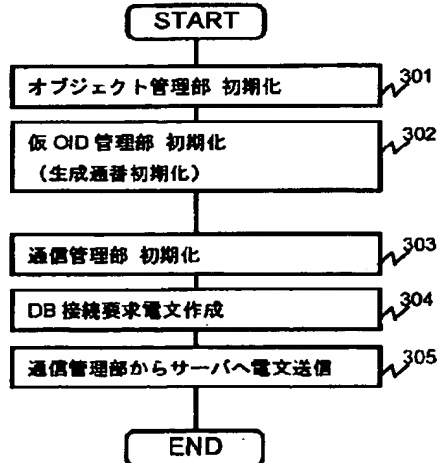 START
オブジェクト管理部 初期化
301
仮OID管理部 初期化
302
（生成通番初期化）
通信管理部 初期化
303
DB接続要求電文作成
304
通信管理部からサーバへ電文送信
305
END